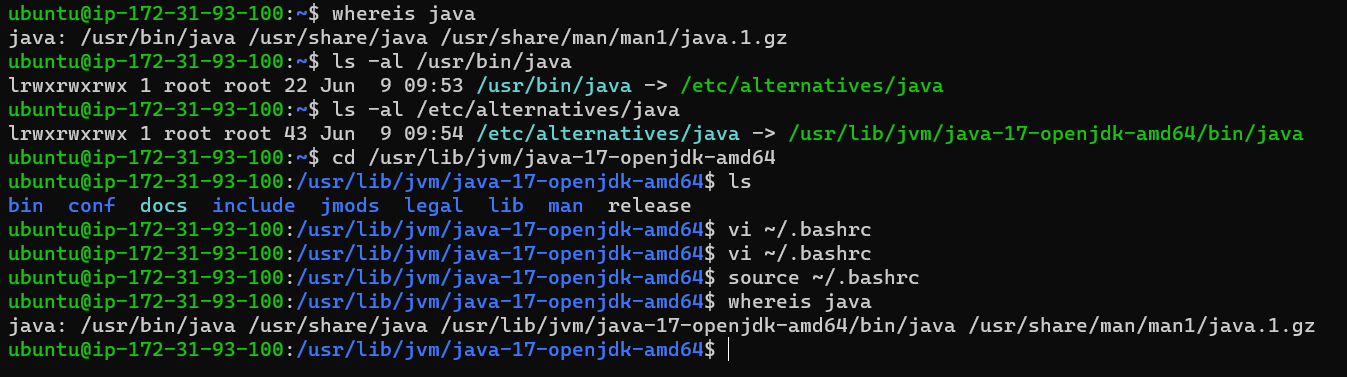 ubuntu@ip-172-31-93-100:~$ whereis java
java: /usr/bin/java /usr/share/java /usr/share/man/man1/java.1.gz
ubuntu@ip-172-31-93-100:~$ ls -al /usr/bin/java
lrwxrwxrwx 1 root root 22 Jun  9 09:53 /usr/bin/java -> /etc/alternatives/java
ubuntu@ip-172-31-93-100:~$ ls -al /etc/alternatives/java
lrwxrwxrwx 1 root root 43 Jun  9 09:54 /etc/alternatives/java -> /usr/lib/jvm/java-17-openjdk-amd64/bin/java
ubuntu@ip-172-31-93-100:~$ cd /usr/lib/jvm/java-17-openjdk-amd64
ubuntu@ip-172-31-93-100:/usr/lib/jvm/java-17-openjdk-amd64$ ls
bin  conf  docs  include  jmods  legal  lib  man  release
ubuntu@ip-172-31-93-100:/usr/lib/jvm/java-17-openjdk-amd64$ vi ~/.bashrc
ubuntu@ip-172-31-93-100:/usr/lib/jvm/java-17-openjdk-amd64$ vi ~/.bashrc
ubuntu@ip-172-31-93-100:/usr/lib/jvm/java-17-openjdk-amd64$ source ~/.bashrc
ubuntu@ip-172-31-93-100:/usr/lib/jvm/java-17-openjdk-amd64$ whereis java
java: /usr/bin/java /usr/share/java /usr/lib/jvm/java-17-openjdk-amd64/bin/java /usr/share/man/man1/java.1.gz
ubuntu@ip-172-31-93-100:/usr/lib/jvm/java-17-openjdk-amd64$